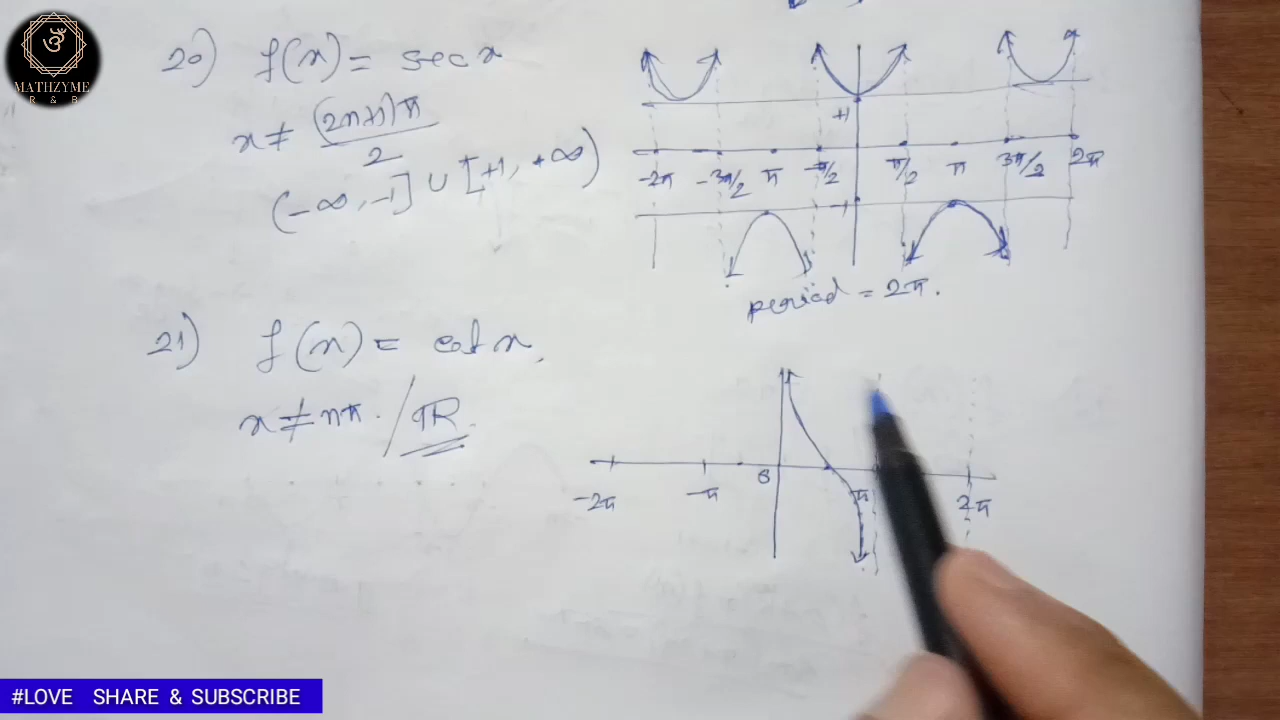 ॐ
MATHZYME
R & B
20) f(x) = sec x
x ≠ (2n+1)π/2
(-∞, -1] ∪ [+1, +∞)
+1
-2π -3π/2 π -π/2 π/2 π 3π/2 2π
-1
period = 2π.
21) f(x) = cot x,
x ≠ nπ. / ℝ
-2π -π 0 π 2π
#LOVE SHARE & SUBSCRIBE